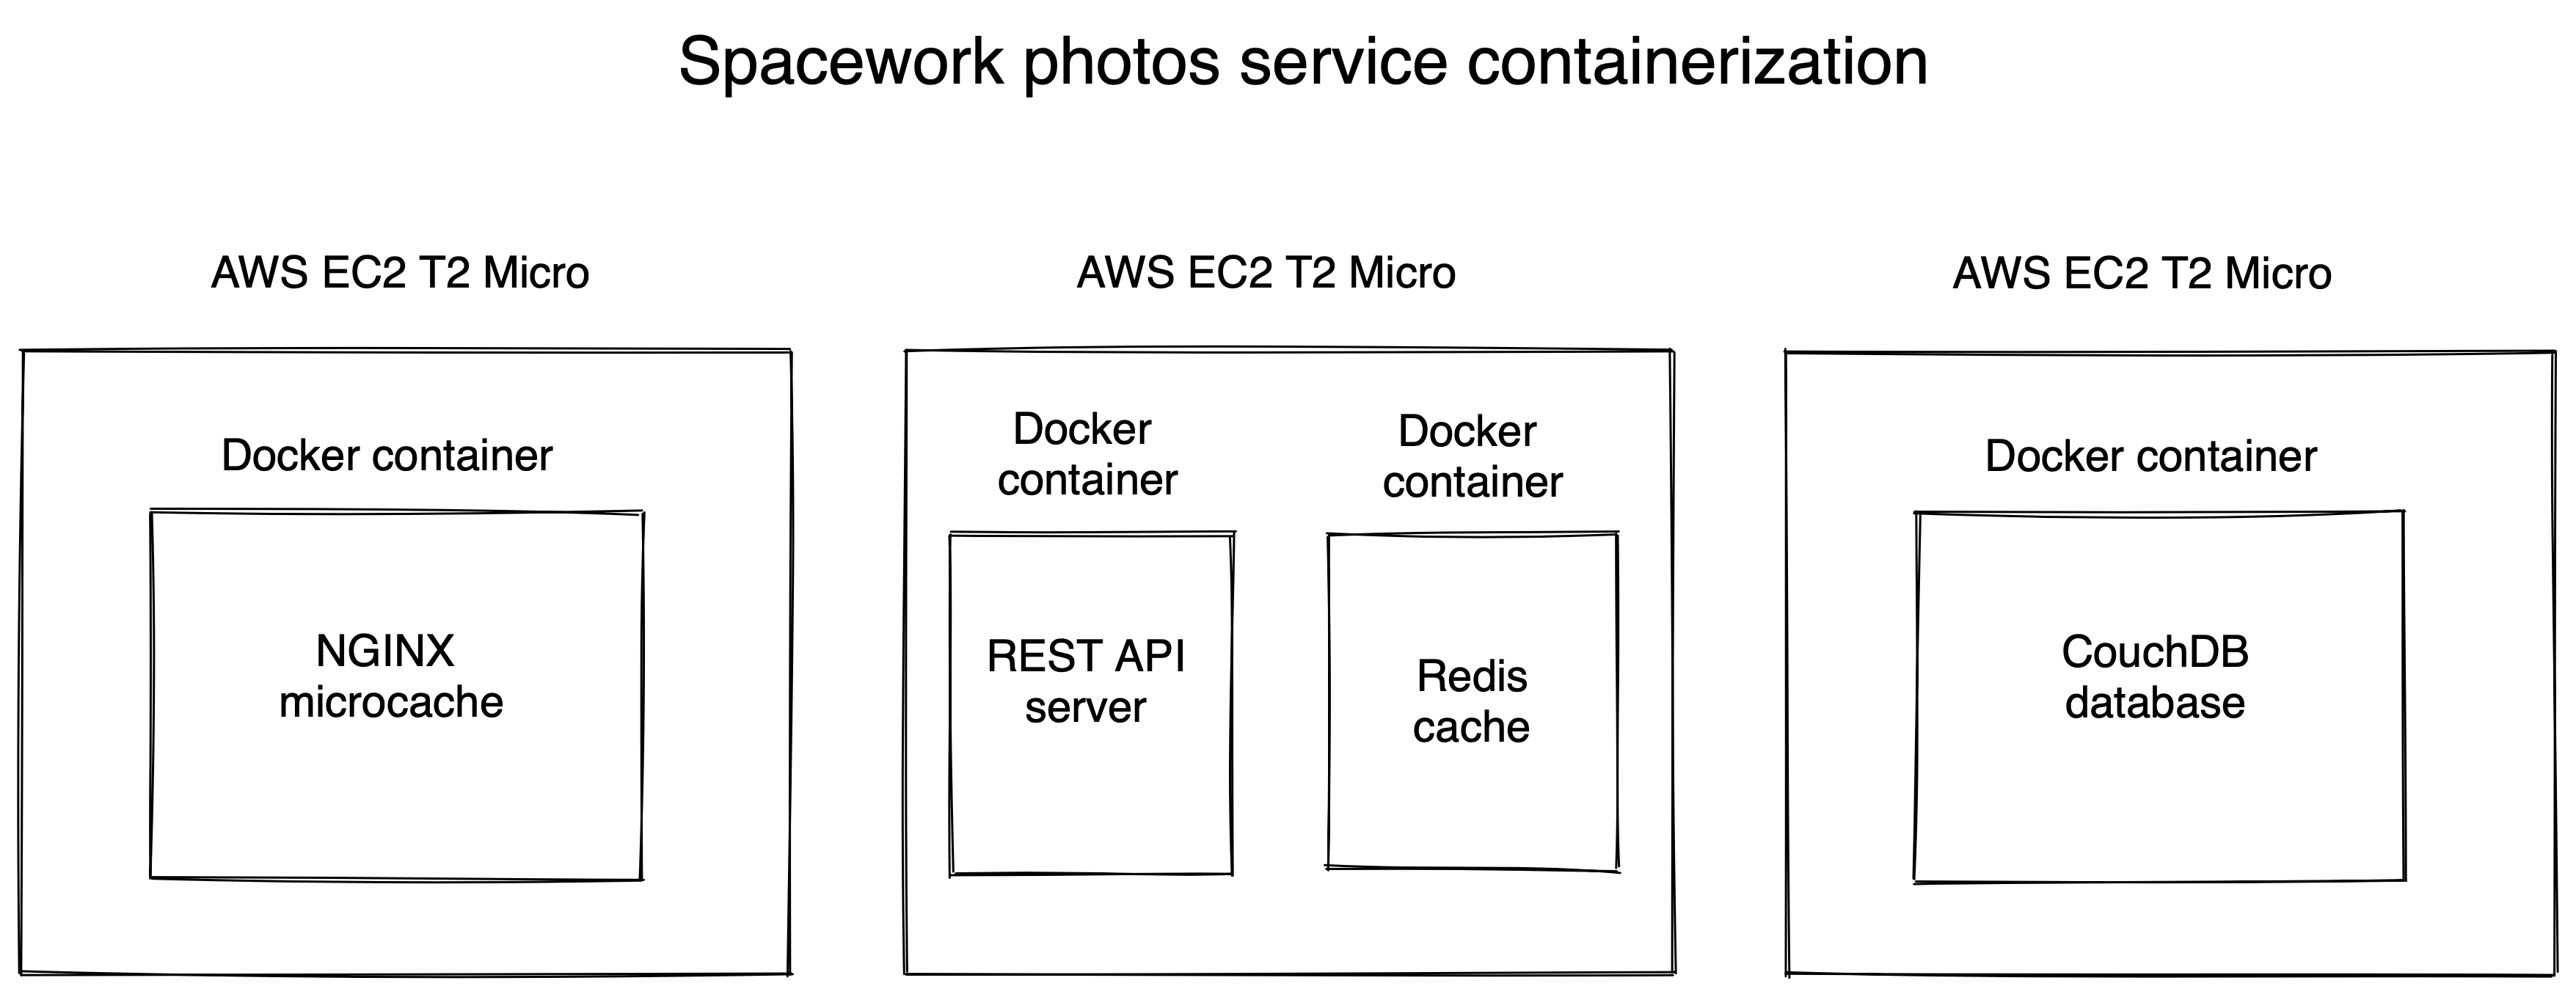 Spacework photos service containerization
AWS EC2 T2 Micro
AWS EC2 T2 Micro
AWS EC2 T2 Micro
Docker container
NGINX
microcache
Docker
container
REST API
server
Docker
container
Redis
cache
Docker container
CouchDB
database